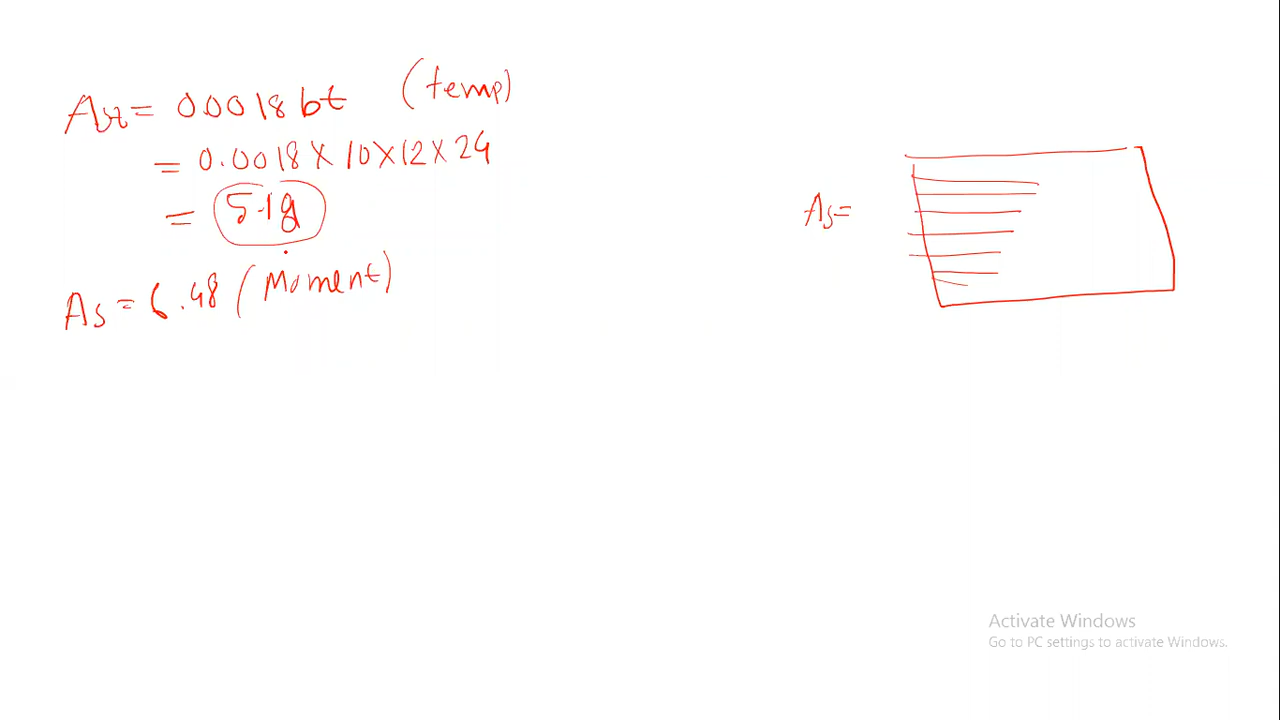 Ast = 0.0018 bt (temp)
= 0.0018 X 10 X 12 X 24
= 5.18
As = 6.48 (Moment)
As =
Activate Windows
Go to PC settings to activate Windows.